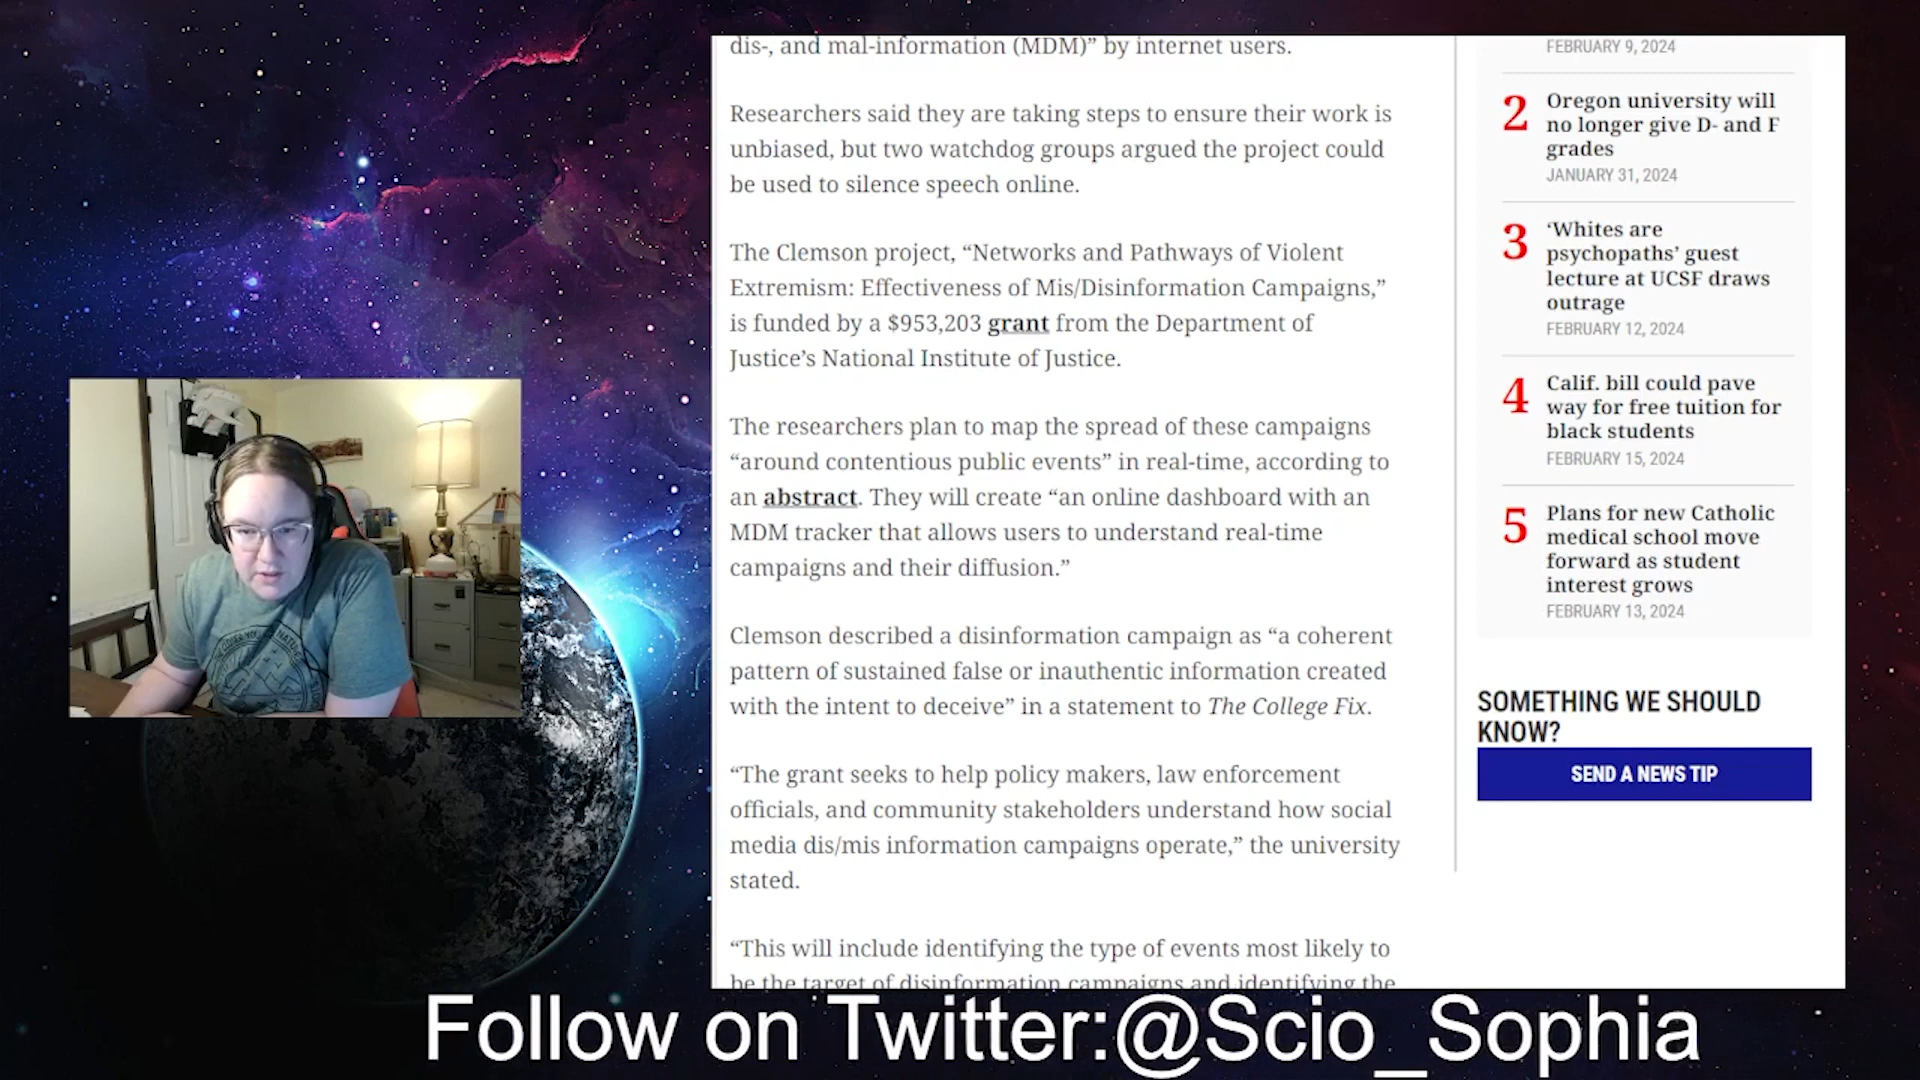 dis-, and mal-information (MDM)” by internet users.
Researchers said they are taking steps to ensure their work is
unbiased, but two watchdog groups argued the project could
be used to silence speech online.
The Clemson project, “Networks and Pathways of Violent
Extremism: Effectiveness of Mis/Disinformation Campaigns,”
is funded by a $953,203 grant from the Department of
Justice’s National Institute of Justice.
The researchers plan to map the spread of these campaigns
“around contentious public events” in real-time, according to
an abstract. They will create “an online dashboard with an
MDM tracker that allows users to understand real-time
campaigns and their diffusion.”
Clemson described a disinformation campaign as “a coherent
pattern of sustained false or inauthentic information created
with the intent to deceive” in a statement to The College Fix.
“The grant seeks to help policy makers, law enforcement
officials, and community stakeholders understand how social
media dis/mis information campaigns operate,” the university
stated.
“This will include identifying the type of events most likely to
be the target of disinformation campaigns and identifying the
FEBRUARY 9, 2024
2
Oregon university will
no longer give D- and F
grades
JANUARY 31, 2024
3
‘Whites are
psychopaths’ guest
lecture at UCSF draws
outrage
FEBRUARY 12, 2024
4
Calif. bill could pave
way for free tuition for
black students
FEBRUARY 15, 2024
5
Plans for new Catholic
medical school move
forward as student
interest grows
FEBRUARY 13, 2024
SOMETHING WE SHOULD
KNOW?
SEND A NEWS TIP
Follow on Twitter:@Scio_Sophia